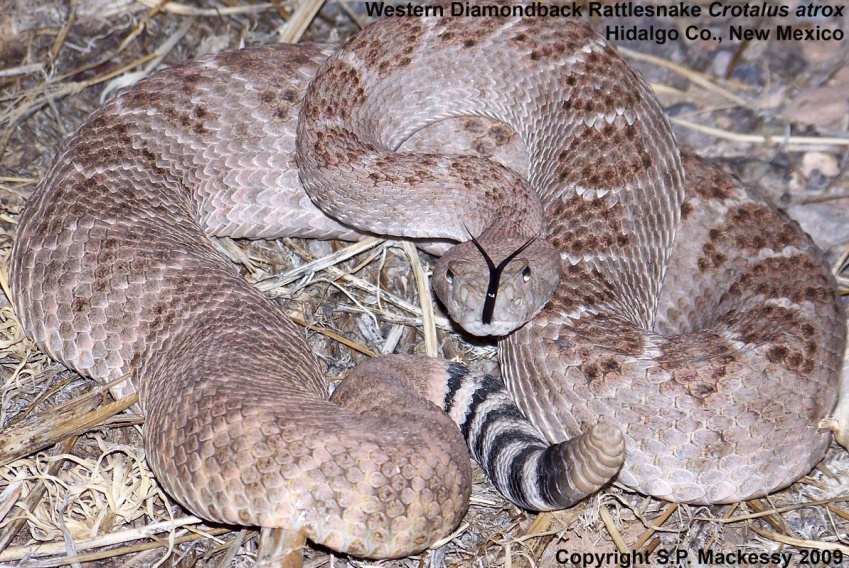 Western Diamondback Rattlesnake Crotalus atrox
Hidalgo Co., New Mexico
Copyright S.P. Mackessy 2009